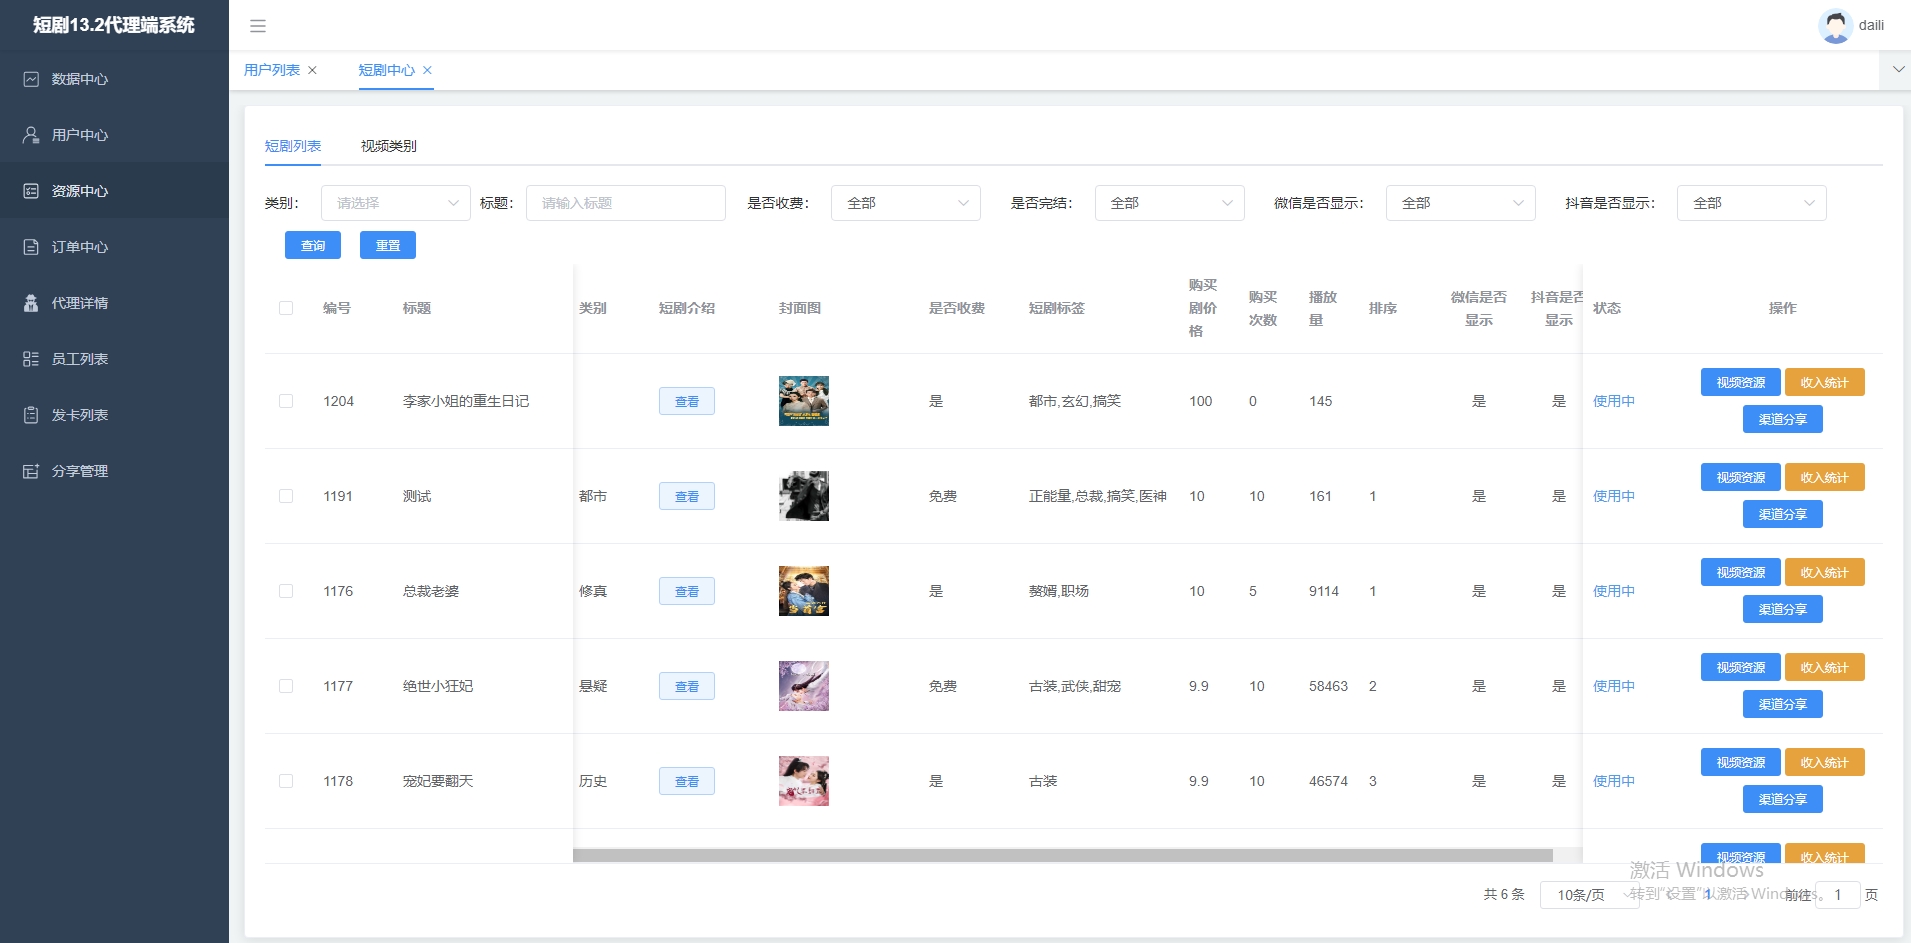 短剧13.2代理端系统
daili
数据中心
用户中心
资源中心
订单中心
代理详情
员工列表
发卡列表
分享管理
用户列表
短剧中心
短剧列表 视频类别
类别： 请选择 标题： 请输入标题 是否收费： 全部 是否完结： 全部 微信是否显示： 全部 抖音是否显示： 全部
查询 重置
编号 标题 类别 短剧介绍 封面图 是否收费 短剧标签 购买剧价格 购买次数 播放量 排序 微信是否显示 抖音是否显示 状态 操作
1204 李家小姐的重生日记 查看 是 都市,玄幻,搞笑 100 0 145 是 是 使用中 视频资源 收入统计
渠道分享
1191 测试 都市 查看 免费 正能量,总裁,搞笑,医神 10 10 161 1 是 是 使用中 视频资源 收入统计
渠道分享
1176 总裁老婆 修真 查看 是 赘婿,职场 10 5 9114 1 是 是 使用中 视频资源 收入统计
渠道分享
1177 绝世小狂妃 悬疑 查看 免费 古装,武侠,甜宠 9.9 10 58463 2 是 是 使用中 视频资源 收入统计
渠道分享
1178 宠妃要翻天 历史 查看 是 古装 9.9 10 46574 3 是 是 使用中 视频资源 收入统计
渠道分享
视频资源 收入统计
激活 Windows
转到"设置"以激活 Windows。
共 6 条 10条/页 1 前往 1 页